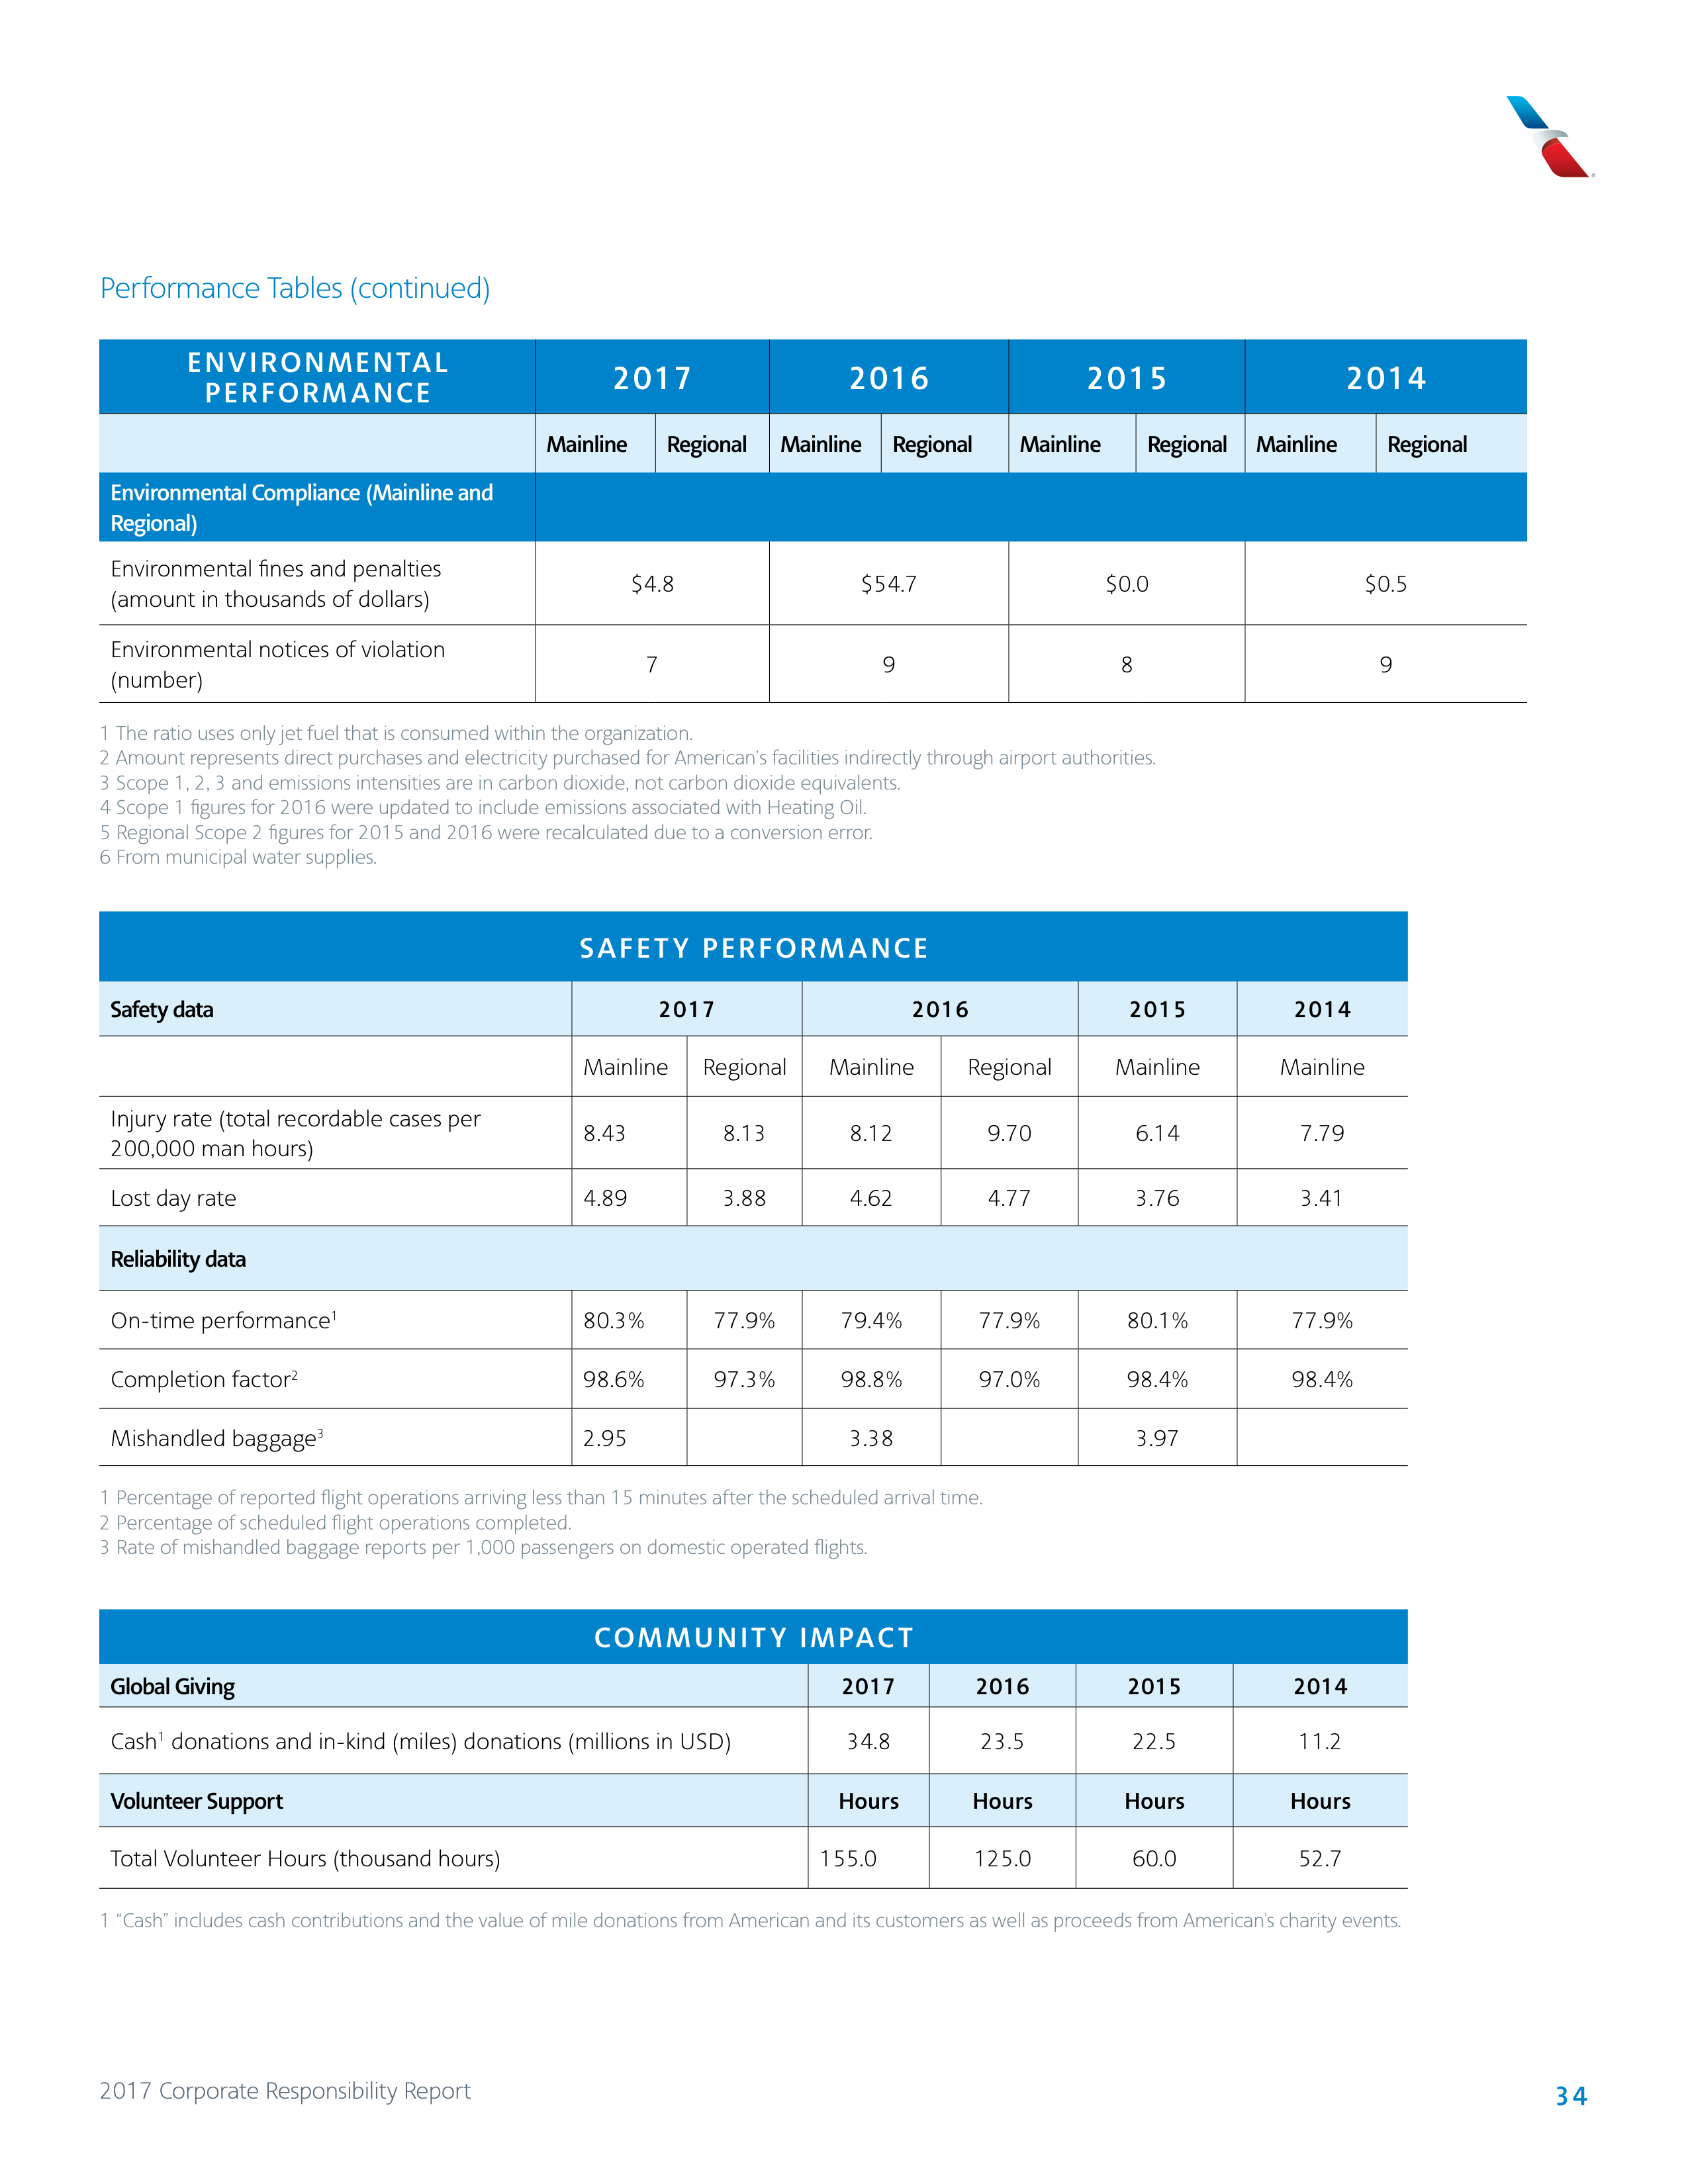 Performance Tables (continued)
ENVIRONMENTAL
PERFORMANCE
2017 2016 2015 2014
Mainline Regional Mainline Regional Mainline Regional Mainline Regional
Environmental Compliance (Mainline and
Regional)
Environmental fines and penalties
(amount in thousands of dollars)
$4.8 $54.7 $0.0 $0.5
Environmental notices of violation
(number)
7 9 8 9
1 The ratio uses only jet fuel that is consumed within the organization.
2 Amount represents direct purchases and electricity purchased for American's facilities indirectly through airport authorities.
3 Scope 1, 2, 3 and emissions intensities are in carbon dioxide, not carbon dioxide equivalents.
4 Scope 1 figures for 2016 were updated to include emissions associated with Heating Oil.
5 Regional Scope 2 figures for 2015 and 2016 were recalculated due to a conversion error.
6 From municipal water supplies.
SAFETY PERFORMANCE
Safety data 2017 2016 2015 2014
Mainline Regional Mainline Regional Mainline Mainline
Injury rate (total recordable cases per
200,000 man hours)
8.43 8.13 8.12 9.70 6.14 7.79
Lost day rate 4.89 3.88 4.62 4.77 3.76 3.41
Reliability data
On-time performance1 80.3% 77.9% 79.4% 77.9% 80.1% 77.9%
Completion factor2 98.6% 97.3% 98.8% 97.0% 98.4% 98.4%
Mishandled baggage3 2.95 3.38 3.97
1 Percentage of reported flight operations arriving less than 15 minutes after the scheduled arrival time.
2 Percentage of scheduled flight operations completed.
3 Rate of mishandled baggage reports per 1,000 passengers on domestic operated flights.
COMMUNITY IMPACT
Global Giving 2017 2016 2015 2014
Cash1 donations and in-kind (miles) donations (millions in USD) 34.8 23.5 22.5 11.2
Volunteer Support Hours Hours Hours Hours
Total Volunteer Hours (thousand hours) 155.0 125.0 60.0 52.7
1 “Cash” includes cash contributions and the value of mile donations from American and its customers as well as proceeds from American's charity events.
2017 Corporate Responsibility Report
34